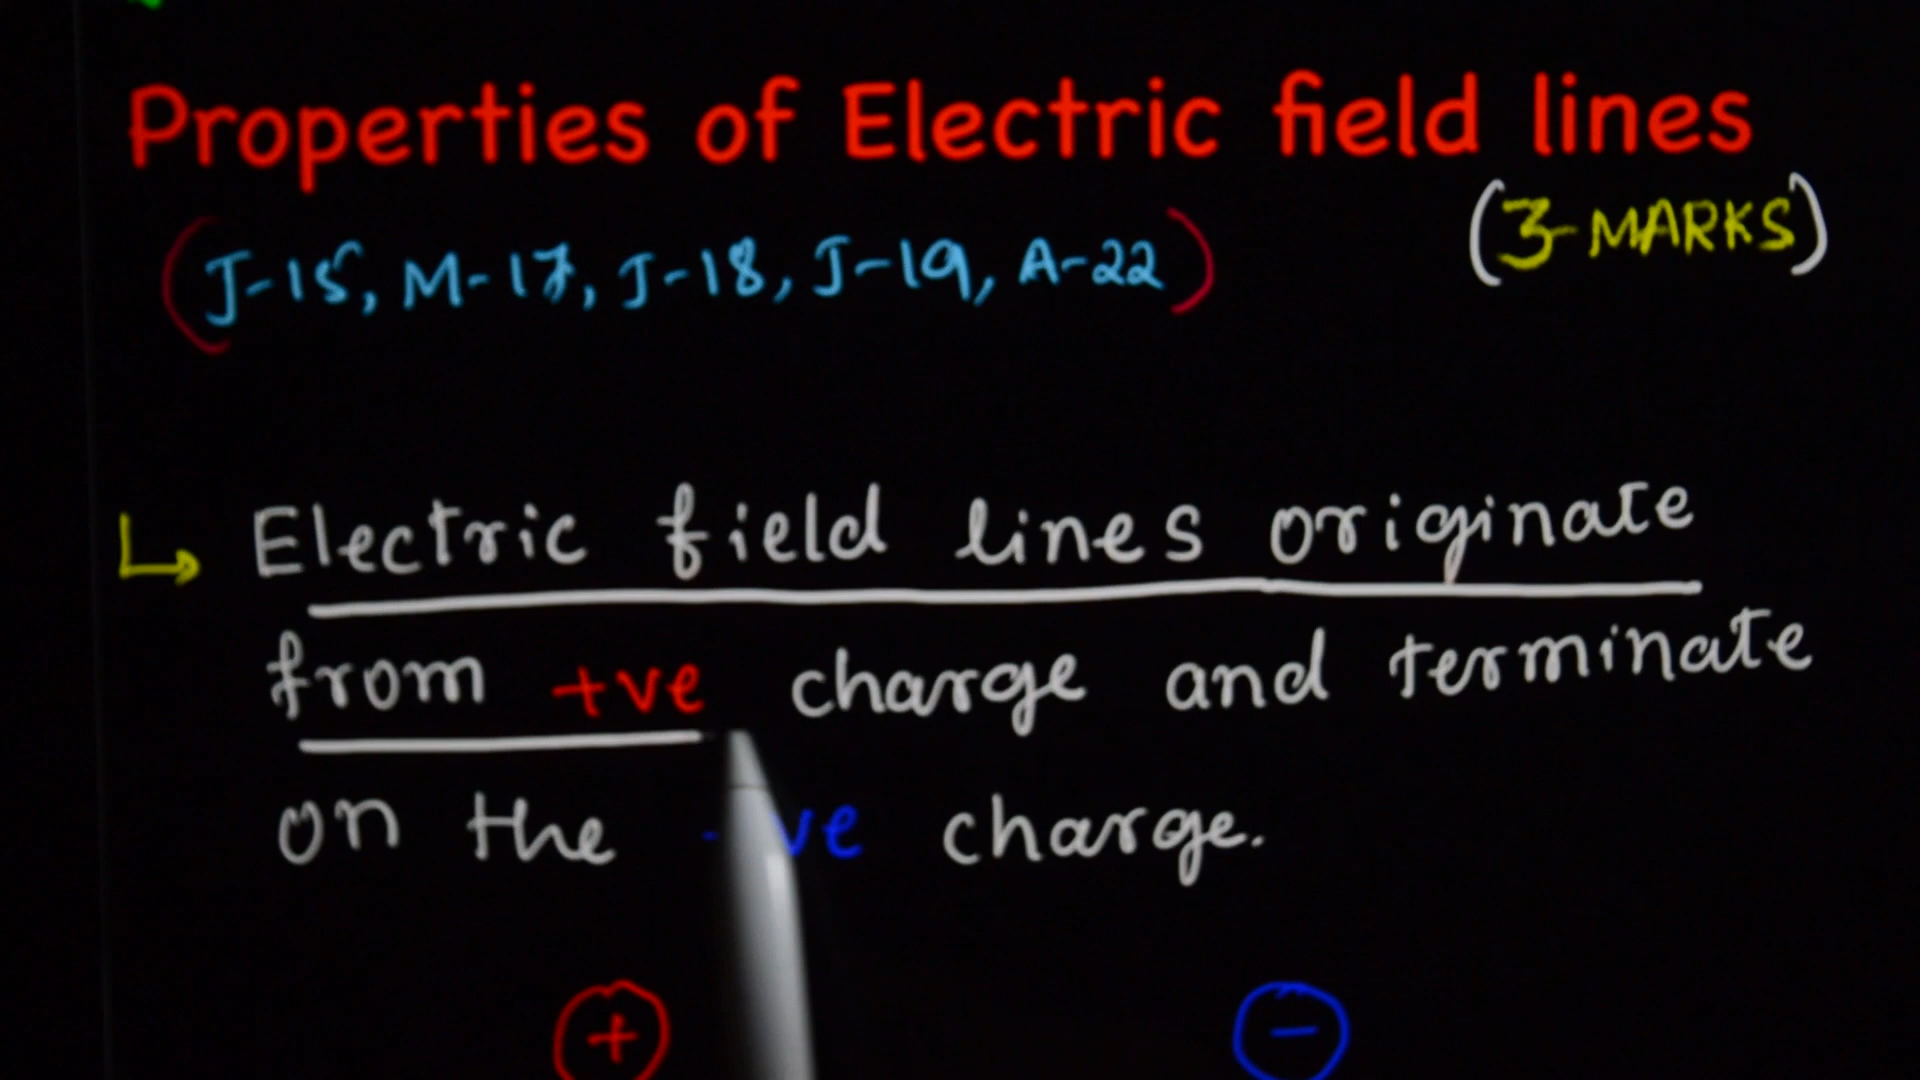 Properties of Electric field lines
(3-MARKS)
(J-15, M-17, J-18, J-19, A-22)
Electric field lines originate
from +ve charge and terminate
on the -ve charge.
+ -